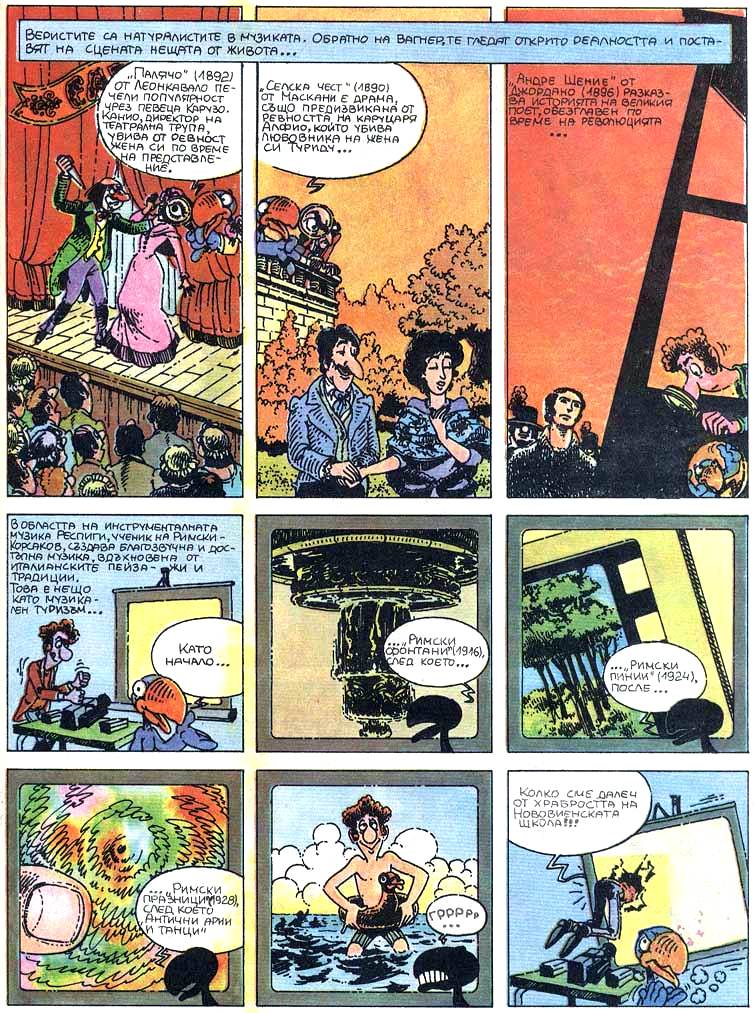 Веристите са натуралистите в музиката. Обратно на Вагнер, те гледат открито реалността и поста-
вят на сцената нещата от живота...
„Палячо" (1892)
от Леонкавало пе-
чели популярност
чрез певеца Карузо.
Канио, директор на
театрална трупа,
убива от ревност
жена си по време
на представле-
ние.
„Селска чест" (1890)
от Маскани е драма,
също предизвикана от
ревността на каруцаря
Алфио, който убива
любовника на жена
си Туриду...
„Андре Шение" от
Джордано (1896) разказ-
ва историята на великия
поет, обезглавен по
време на революцията
...
В областта на инструменталната
музика Респиги, ученик на Римски-
Корсаков, създава благозвучна и дос-
тъпна музика, вдъхновена от
италианските пейза- жи и
традиции.
Това е нещо
като музика-
лен туризъм...
Като
начало...
...„Римски
фонтани" (1916),
след което...
...„Римски
пинии" (1924),
после...
... „Римски
празници" (1928),
след което
Антични арии
и танци"
Грррр
...
Колко сме далеч
от храбростта на
Нововиенската
школа!!!